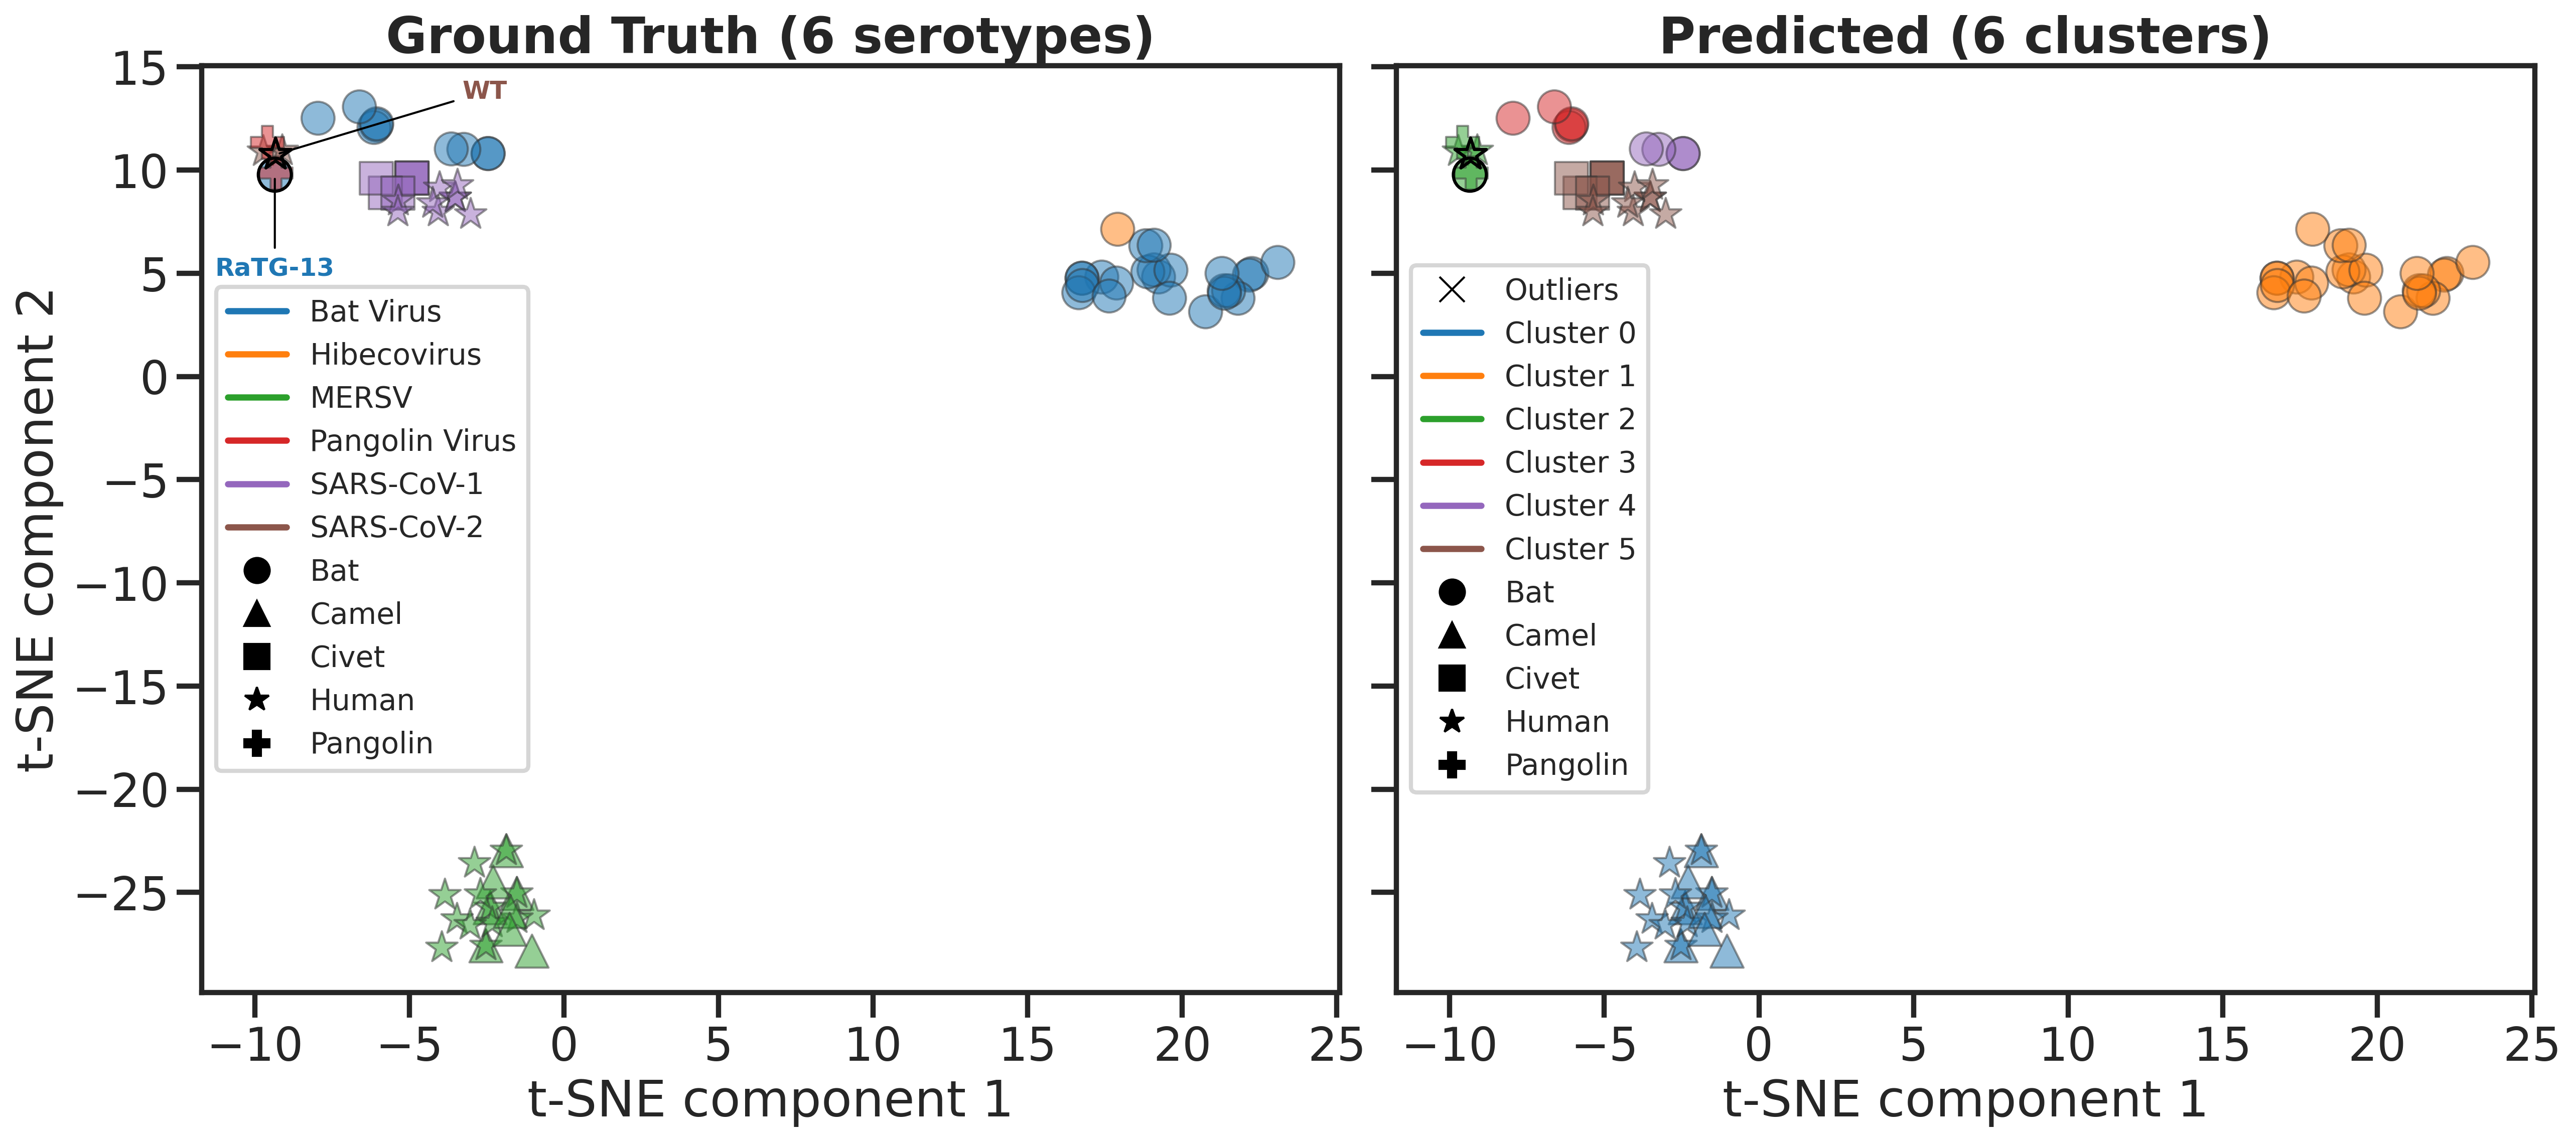 Ground Truth (6 serotypes)
Predicted (6 clusters)
WT
RaTG-13
t-SNE component 2
15
10
5
0
−5
−10
−15
−20
−25
Bat Virus
Hibecovirus
MERSV
Pangolin Virus
SARS-CoV-1
SARS-CoV-2
Bat
Camel
Civet
Human
Pangolin
−10
−5
0
5
10
15
20
25
t-SNE component 1
Outliers
Cluster 0
Cluster 1
Cluster 2
Cluster 3
Cluster 4
Cluster 5
Bat
Camel
Civet
Human
Pangolin
−10
−5
0
5
10
15
20
25
t-SNE component 1